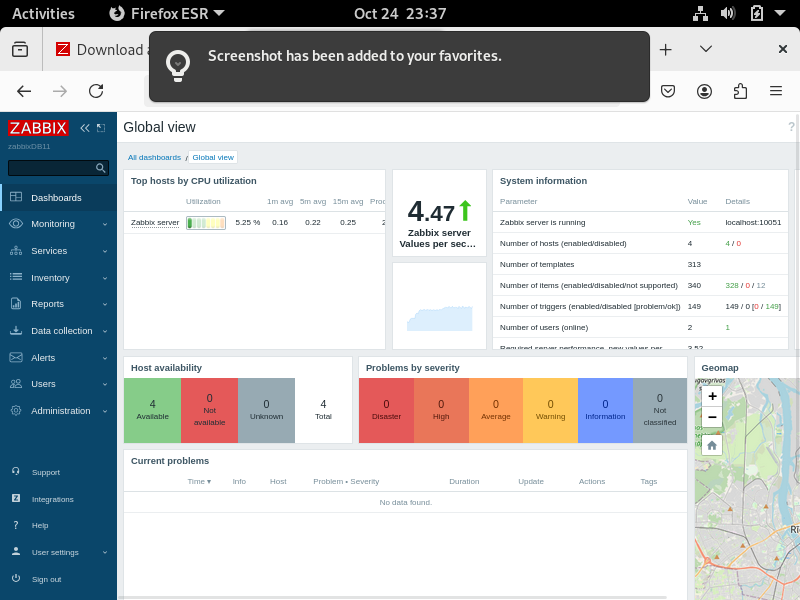 Activities Firefox ESR Oct 24 23:37
Download a
Screenshot has been added to your favorites.
ZABBIX
zabbixDB11
Dashboards
Monitoring
Services
Inventory
Reports
Data collection
Alerts
Users
Administration
Support
Integrations
Help
User settings
Sign out
Global view
?
All dashboards / Global view
Top hosts by CPU utilization
Utilization 1m avg 5m avg 15m avg Proc
Zabbix server 5.25 % 0.16 0.22 0.25 2
4.47
Zabbix server
Values per sec…
System information
Parameter Value Details
Zabbix server is running Yes localhost:10051
Number of hosts (enabled/disabled) 4 4 / 0
Number of templates 313
Number of items (enabled/disabled/not supported) 340 328 / 0 / 12
Number of triggers (enabled/disabled [problem/ok]) 149 149 / 0 [0 / 149]
Number of users (online) 2 1
Required server performance, new values per 3.52
Host availability
4 Available
0 Not available
0 Unknown
4 Total
Problems by severity
0 Disaster
0 High
0 Average
0 Warning
0 Information
0 Not classified
Geomap
+
−
Current problems
Time ▾ Info Host Problem • Severity Duration Update Actions Tags
No data found.